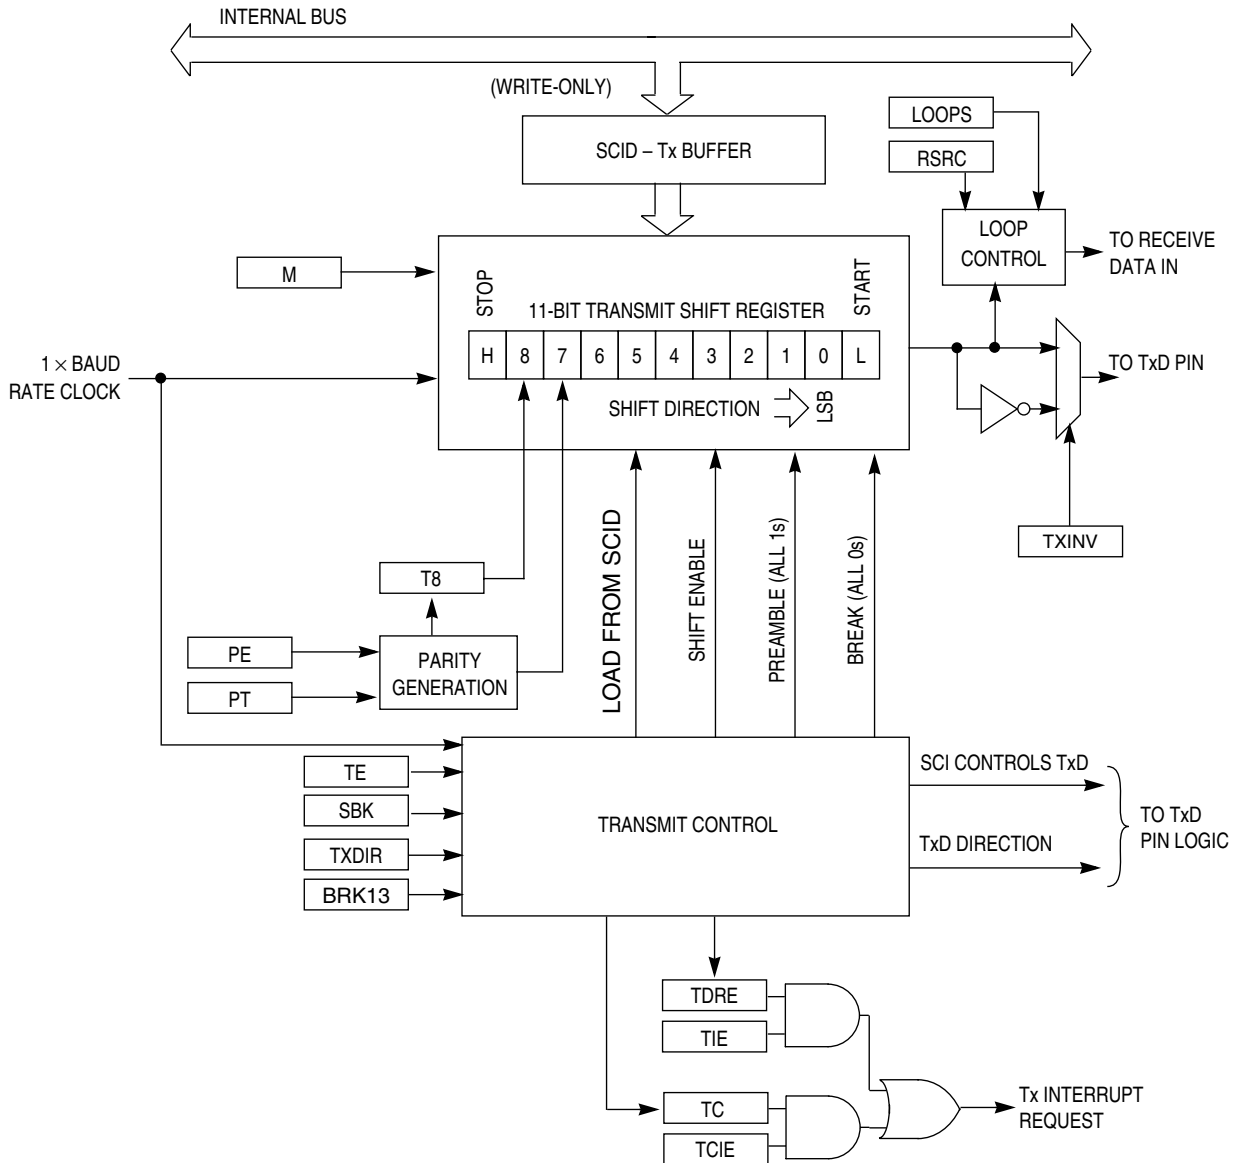 INTERNAL BUS
(WRITE-ONLY)
SCID – Tx BUFFER
LOOPS
RSRC
LOOP
CONTROL
TO RECEIVE
DATA IN
M
STOP
11-BIT TRANSMIT SHIFT REGISTER
START
H 8 7 6 5 4 3 2 1 0 L
SHIFT DIRECTION
LSB
1 × BAUD
RATE CLOCK
TO TxD PIN
TXINV
T8
PE
PT
PARITY
GENERATION
LOAD FROM SCID
SHIFT ENABLE
PREAMBLE (ALL 1s)
BREAK (ALL 0s)
TE
SBK
TXDIR
BRK13
TRANSMIT CONTROL
SCI CONTROLS TxD
TxD DIRECTION
TO TxD
PIN LOGIC
TDRE
TIE
TC
TCIE
Tx INTERRUPT
REQUEST